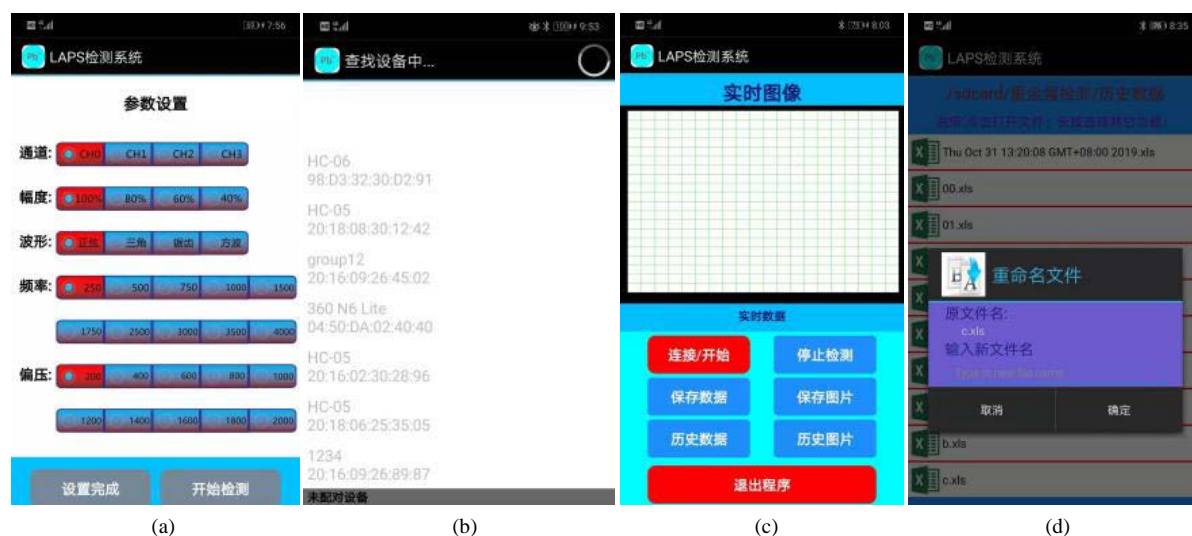 7:56
Pb LAPS检测系统
参数设置
通道: CH0 CH1 CH2 CH3
幅度: 100% 80% 60% 40%
波形: 正弦 三角 锯齿 方波
频率: 250 500 750 1000 1500
1750 2500 3000 3500 4000
偏压: 200 400 600 800 1000
1200 1400 1600 1800 2000
设置完成 开始检测
(a)
9:53
Pb 查找设备中...
HC-06
98:D3:32:30:D2:91
HC-05
20:18:08:30:12:42
group12
20:16:09:26:45:02
360 N6 Lite
04:50:DA:02:40:40
HC-05
20:16:02:30:28:96
HC-05
20:18:06:25:35:05
1234
20:16:09:26:89:87
未配对设备
(b)
8:03
Pb LAPS检测系统
实时图像
实时数据
连接/开始 停止检测
保存数据 保存图片
历史数据 历史图片
退出程序
(c)
8:35
Pb LAPS检测系统
/sdcard/重金属检测/历史数据
Thu Oct 31 13:20:08 GMT+08:00 2019.xls
00.xls
01.xls
重命名文件
原文件名:
c.xls
输入新文件名
Type in new file name
取消 确定
b.xls
c.xls
(d)